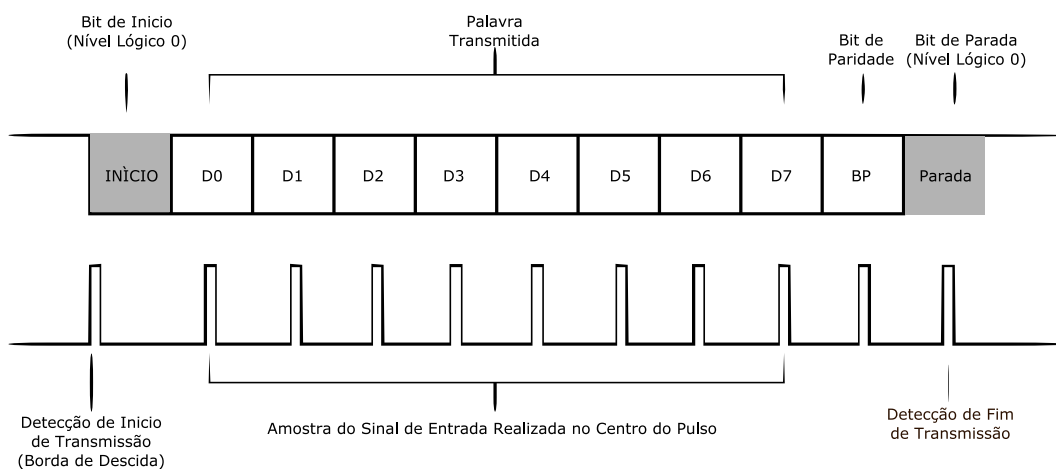 Bit de Inicio
(Nível Lógico 0)
Palavra
Transmitida
Bit de
Paridade
Bit de Parada
(Nível Lógico 0)
INÌCIO D0 D1 D2 D3 D4 D5 D6 D7 BP Parada
Detecção de Inicio
de Transmissão
(Borda de Descida)
Amostra do Sinal de Entrada Realizada no Centro do Pulso
Detecção de Fim
de Transmissão